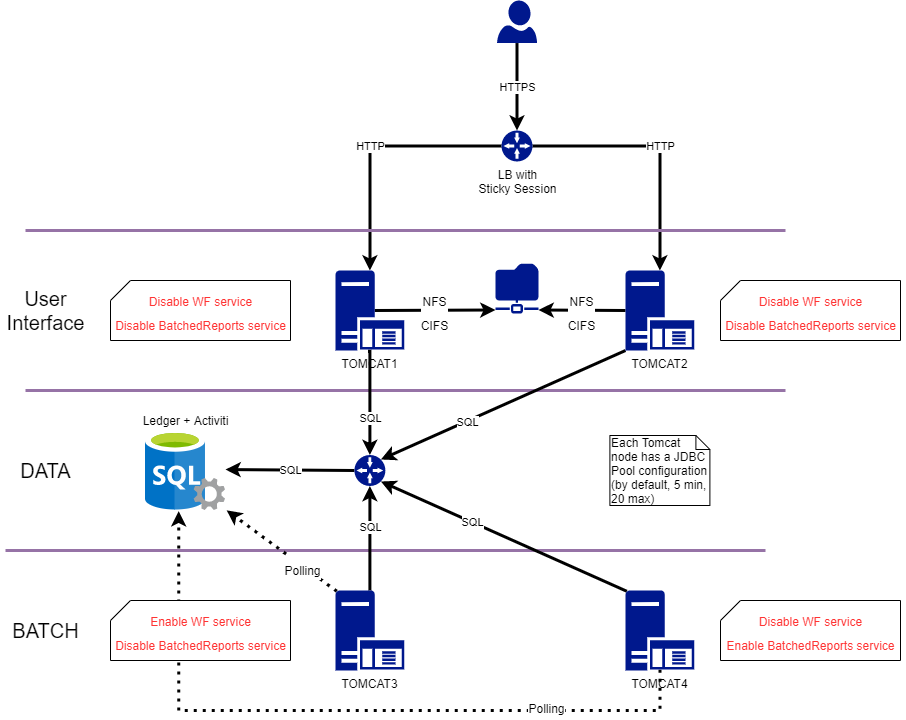 HTTPS
HTTP
HTTP
LB with
Sticky Session
User
Interface
Disable WF service
Disable BatchedReports service
NFS
CIFS
NFS
CIFS
Disable WF service
Disable BatchedReports service
TOMCAT1
TOMCAT2
Ledger + Activiti
SQL
SQL
DATA
SQL
SQL
Each Tomcat
node has a JDBC
Pool configuration
(by default, 5 min,
20 max)
SQL
SQL
Polling
BATCH
Enable WF service
Disable BatchedReports service
Disable WF service
Enable BatchedReports service
TOMCAT3
TOMCAT4
Polling